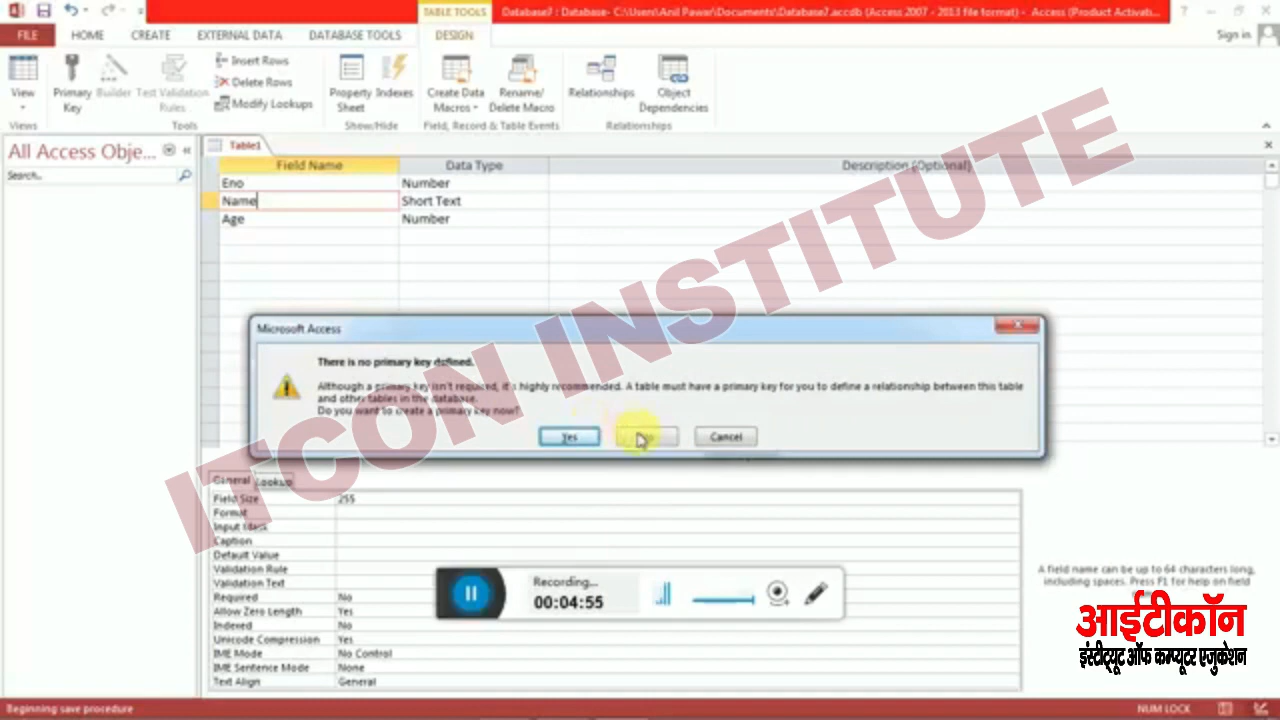 TABLE TOOLS
Database7 : Database- C:\Users\Anil Pawar\Documents\Database7.accdb (Access 2007 - 2013 file format) - Access (Product Activati...
FILE HOME CREATE EXTERNAL DATA DATABASE TOOLS DESIGN Sign in
View Primary Key Builder Test Validation Rules
Insert Rows
Delete Rows
Modify Lookups
Property Sheet Indexes Create Data Macros Rename/ Delete Macro Relationships Object Dependencies
Views Tools Show/Hide Field, Record & Table Events Relationships
All Access Obje... «
Search...
Table1
Field Name Data Type Description (Optional)
Eno Number
Name Short Text
Age Number
ITCON INSTITUTE
Microsoft Access
There is no primary key defined.
Although a primary key isn't required, it's highly recommended. A table must have a primary key for you to define a relationship between this table
and other tables in the database.
Do you want to create a primary key now?
Yes Cancel
General Lookup
Field Size 255
Format
Input Mask
Caption
Default Value
Validation Rule
Validation Text
Required No
Allow Zero Length Yes
Indexed No
Unicode Compression Yes
IME Mode No Control
IME Sentence Mode None
Text Align General
Recording...
00:04:55
A field name can be up to 64 characters long,
including spaces. Press F1 for help on field
आईटीकॉन
इंस्टीट्यूट ऑफ कम्प्यूटर एजुकेशन
Beginning save procedure NUM LOCK